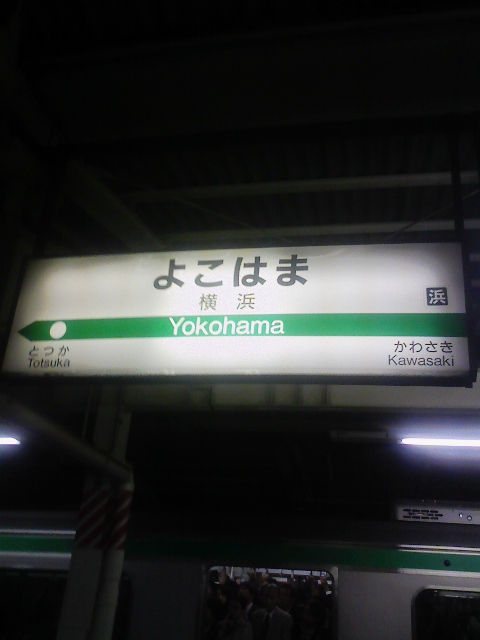 よこはま
横浜
浜
Yokohama
とつか
Totsuka
かわさき
Kawasaki